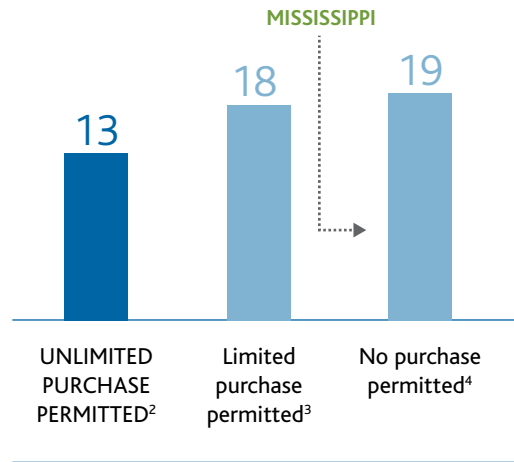 MISSISSIPPI
13
18
19
UNLIMITED
PURCHASE
PERMITTED²
Limited
purchase
permitted³
No purchase
permitted⁴